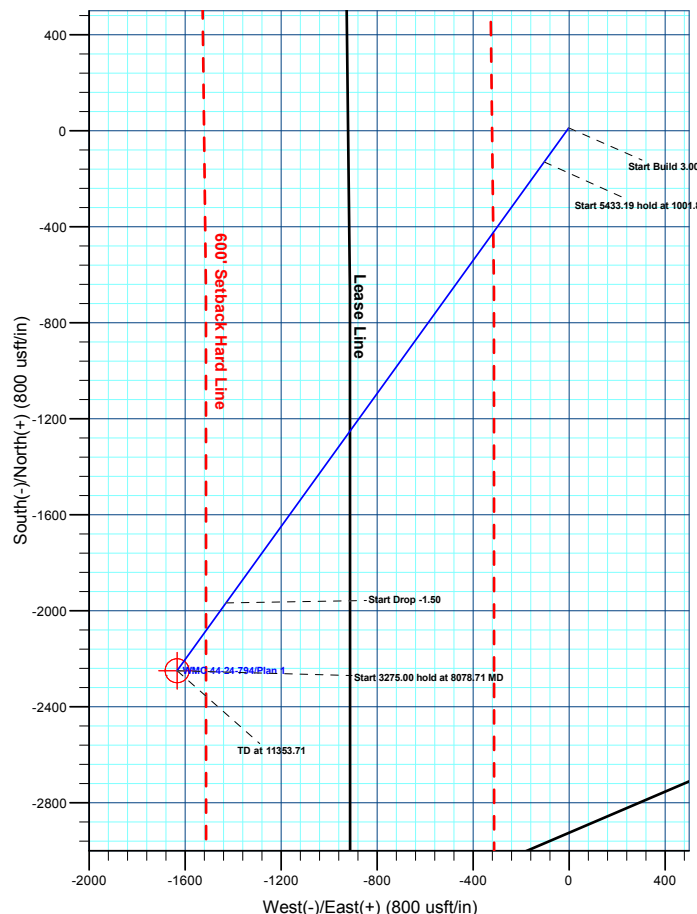 400
0
-400
-800
-1200
-1600
-2000
-2400
-2800
South(-)/North(+) (800 usft/in)
600' Setback Hard Line
Lease Line
Start Build 3.00
Start 5433.19 hold at 1001.8
Start Drop -1.50
WMC 44-24-794/Plan 1
Start 3275.00 hold at 8078.71 MD
TD at 11353.71
-2000 -1600 -1200 -800 -400 0 400
West(-)/East(+) (800 usft/in)